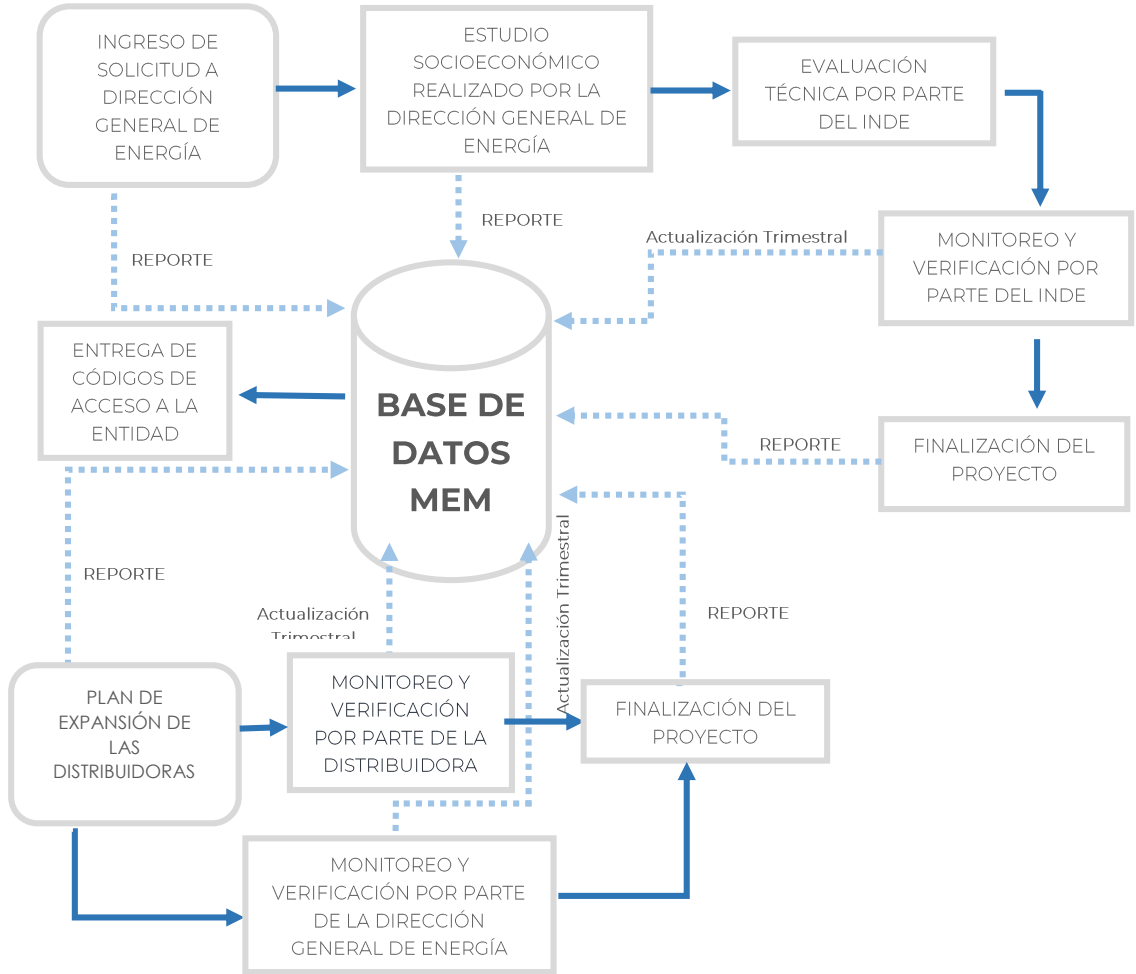 INGRESO DE
SOLICITUD A
DIRECCIÓN
GENERAL DE
ENERGÍA
ESTUDIO
SOCIOECONÓMICO
REALIZADO POR LA
DIRECCIÓN GENERAL DE
ENERGÍA
EVALUACIÓN
TÉCNICA POR PARTE
DEL INDE
REPORTE
REPORTE
Actualización Trimestral
MONITOREO Y
VERIFICACIÓN POR
PARTE DEL INDE
ENTREGA DE
CÓDIGOS DE
ACCESO A LA
ENTIDAD
BASE DE
DATOS
MEM
REPORTE
FINALIZACIÓN DEL
PROYECTO
REPORTE
Actualización
Trimestral
Actualización Trimestral
REPORTE
PLAN DE
EXPANSIÓN DE
LAS
DISTRIBUIDORAS
MONITOREO Y
VERIFICACIÓN
POR PARTE DE LA
DISTRIBUIDORA
FINALIZACIÓN DEL
PROYECTO
MONITOREO Y
VERIFICACIÓN POR PARTE
DE LA DIRECCIÓN
GENERAL DE ENERGÍA